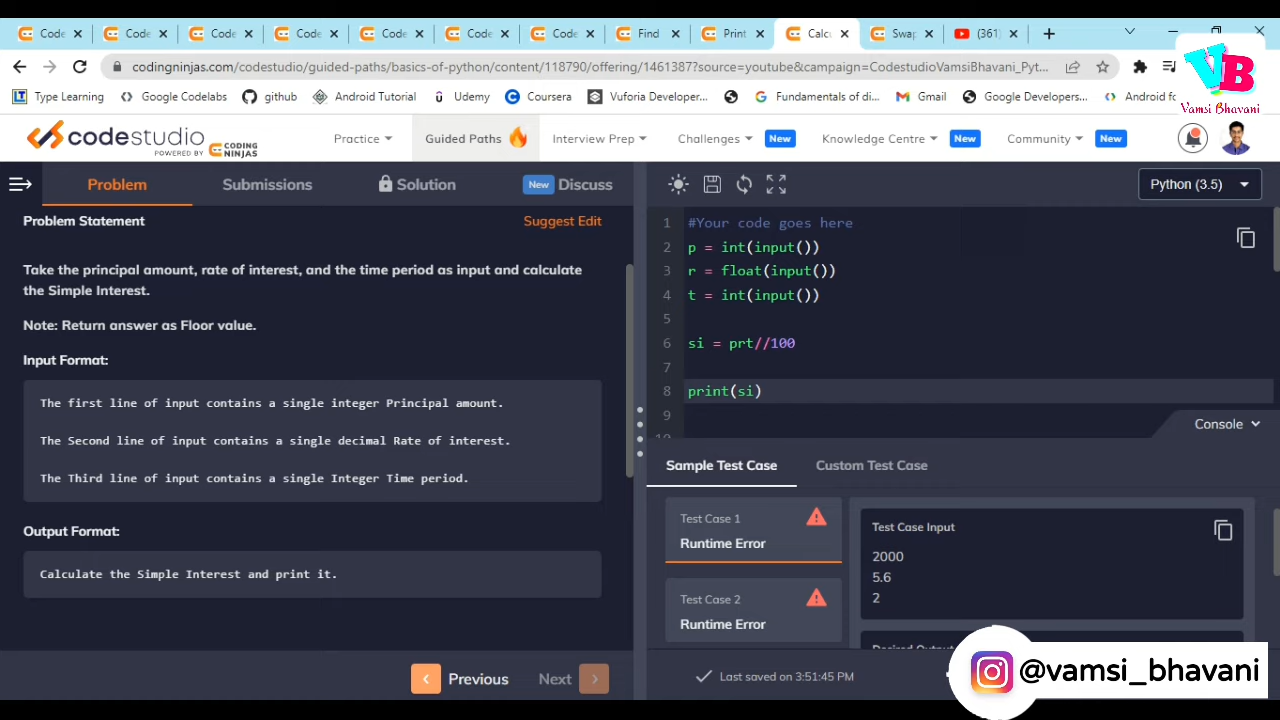 Code
Code
Code
Code
Code
Code
Code
Find
Print
Calc
Swap
(361)
codingninjas.com/codestudio/guided-paths/basics-of-python/content/118790/offering/1461387?source=youtube&campaign=CodestudioVamsiBhavani_Pyt...
VB
Vamsi Bhavani
Type Learning
Google Codelabs
github
Android Tutorial
Udemy
Coursera
Vuforia Developer...
Fundamentals of di...
Gmail
Google Developers...
Android fo
codestudio
POWERED BY CODING NINJAS
Practice
Guided Paths
Interview Prep
Challenges New
Knowledge Centre New
Community New
Problem
Submissions
Solution
New Discuss
Python (3.5)
Problem Statement
Suggest Edit
Take the principal amount, rate of interest, and the time period as input and calculate
the Simple Interest.
Note: Return answer as Floor value.
Input Format:
The first line of input contains a single integer Principal amount.
The Second line of input contains a single decimal Rate of interest.
The Third line of input contains a single Integer Time period.
Output Format:
Calculate the Simple Interest and print it.
Previous
Next
1 #Your code goes here
2 p = int(input())
3 r = float(input())
4 t = int(input())
5
6 si = prt//100
7
8 print(si)
9
10
Console
Sample Test Case
Custom Test Case
Test Case 1
Runtime Error
Test Case 2
Runtime Error
Test Case Input
2000
5.6
2
Desired Output
Last saved on 3:51:45 PM
@vamsi_bhavani